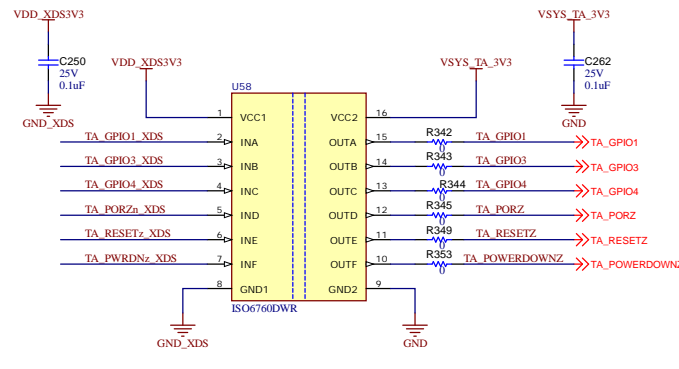 VDD_XDS3V3
VSYS_TA_3V3
C250
25V
0.1uF
GND_XDS
VDD_XDS3V3
VSYS_TA_3V3
C262
25V
0.1uF
GND
U58
1 VCC1 VCC2 16
TA_GPIO1_XDS 2 INA OUTA 15 R342 0 TA_GPIO1 TA_GPIO1
TA_GPIO3_XDS 3 INB OUTB 14 R343 0 TA_GPIO3 TA_GPIO3
TA_GPIO4_XDS 4 INC OUTC 13 R344 0 TA_GPIO4 TA_GPIO4
TA_PORZn_XDS 5 IND OUTD 12 R345 0 TA_PORZ TA_PORZ
TA_RESETz_XDS 6 INE OUTE 11 R349 0 TA_RESETZ TA_RESETZ
TA_PWRDNz_XDS 7 INF OUTF 10 R353 0 TA_POWERDOWNZ TA_POWERDOWNZ
8 GND1 GND2 9
ISO6760DWR
GND_XDS
GND